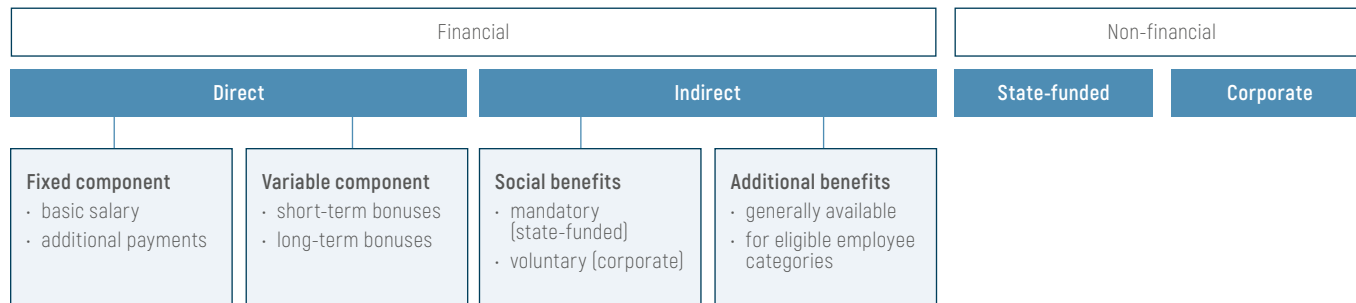 Financial
Non-financial
Direct
Indirect
State-funded
Corporate
Fixed component
· basic salary
· additional payments
Variable component
· short-term bonuses
· long-term bonuses
Social benefits
· mandatory
(state-funded)
· voluntary (corporate)
Additional benefits
· generally available
· for eligible employee
categories